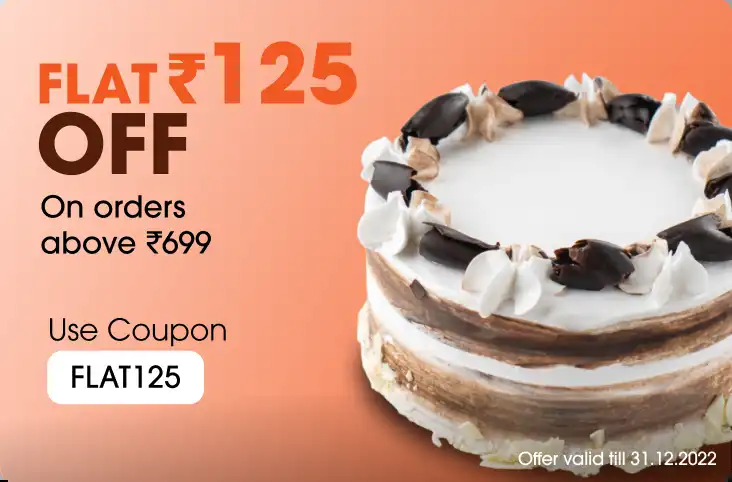 FLAT ₹125
OFF
On orders
above ₹699
Use Coupon
FLAT125
Offer valid till 31.12.2022